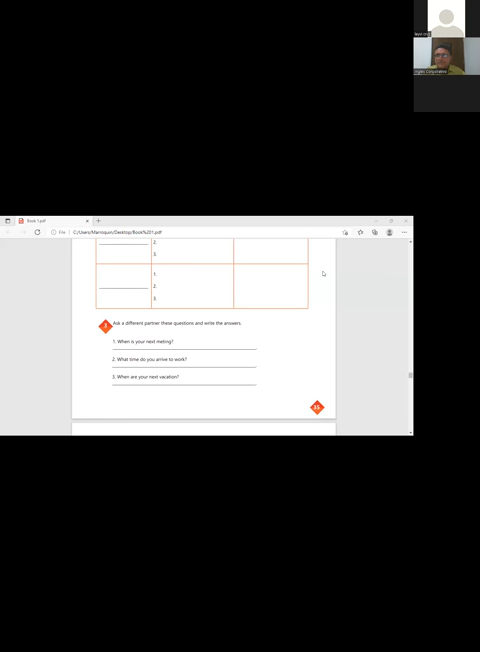 Book 1.pdf
File
C:/Users/Marroquin/Desktop/Book%201.pdf
2.
3.
1.
2.
3.
3
Ask a different partner these questions and write the answers.
1. When is your next meting?
2. What time do you arrive to work?
3. When are your next vacation?
35